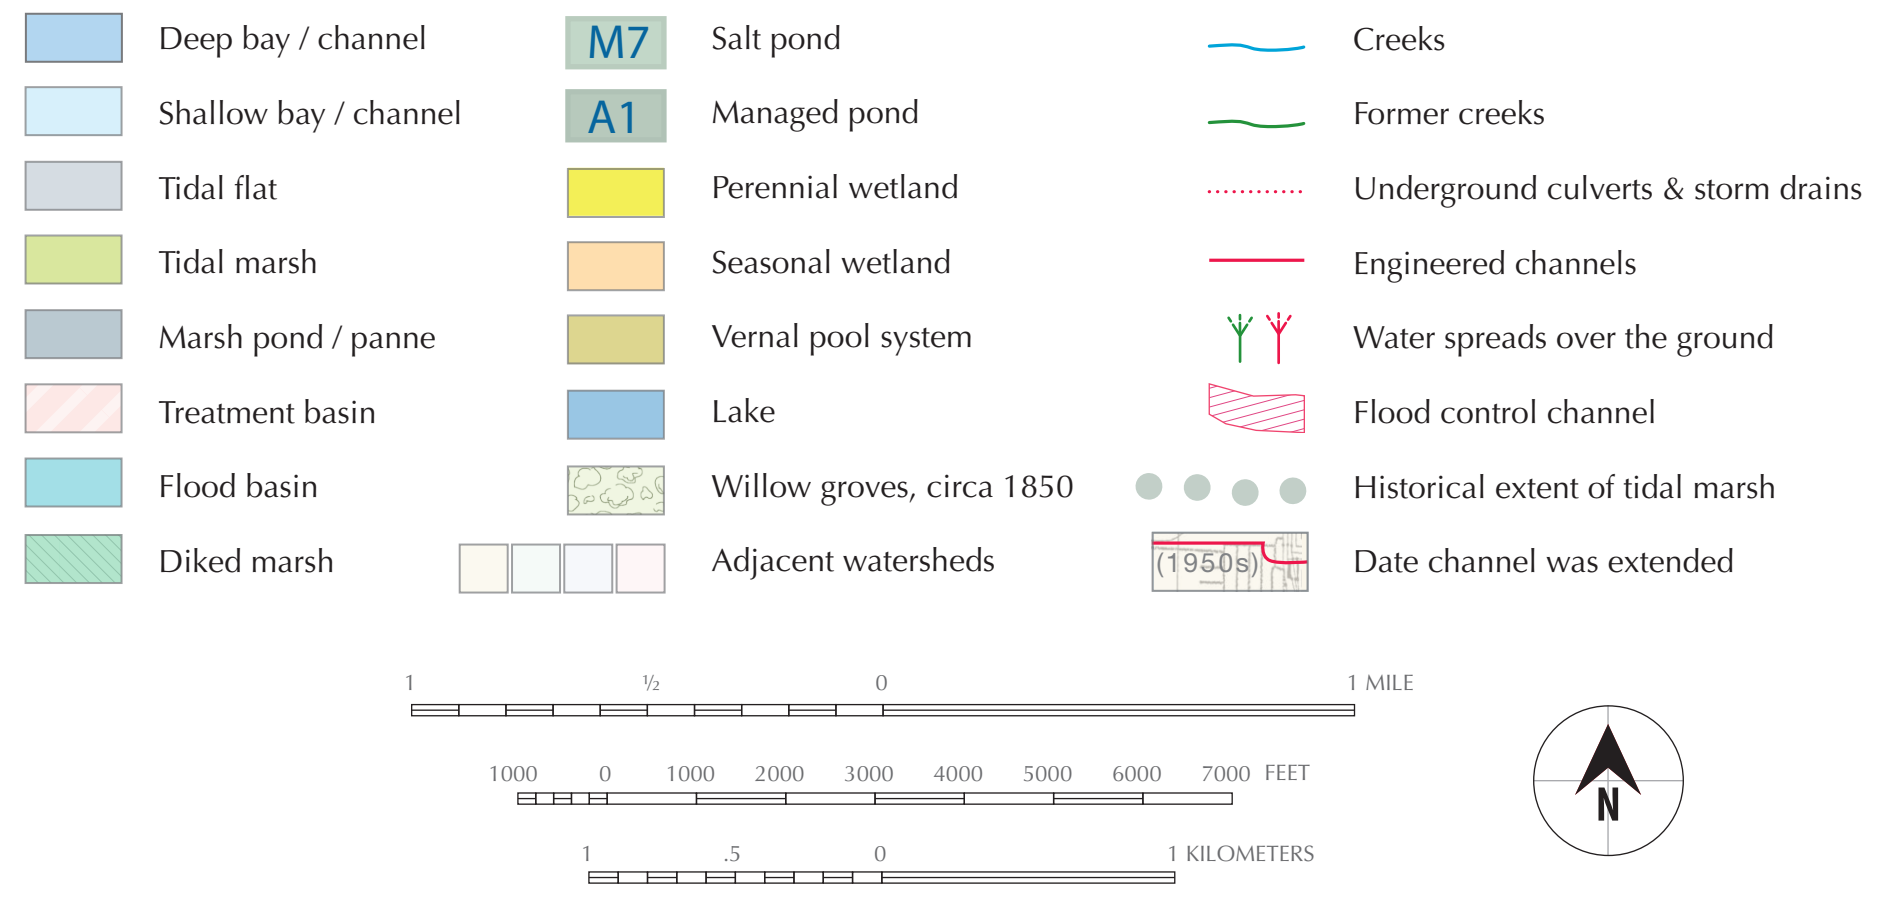 Deep bay / channel
Shallow bay / channel
Tidal flat
Tidal marsh
Marsh pond / panne
Treatment basin
Flood basin
Diked marsh
M7 Salt pond
A1 Managed pond
Perennial wetland
Seasonal wetland
Vernal pool system
Lake
Willow groves, circa 1850
Adjacent watersheds
Creeks
Former creeks
Underground culverts & storm drains
Engineered channels
Water spreads over the ground
Flood control channel
Historical extent of tidal marsh
(1950s) Date channel was extended
1 ½ 0 1 MILE
1000 0 1000 2000 3000 4000 5000 6000 7000 FEET
1 .5 0 1 KILOMETERS
N